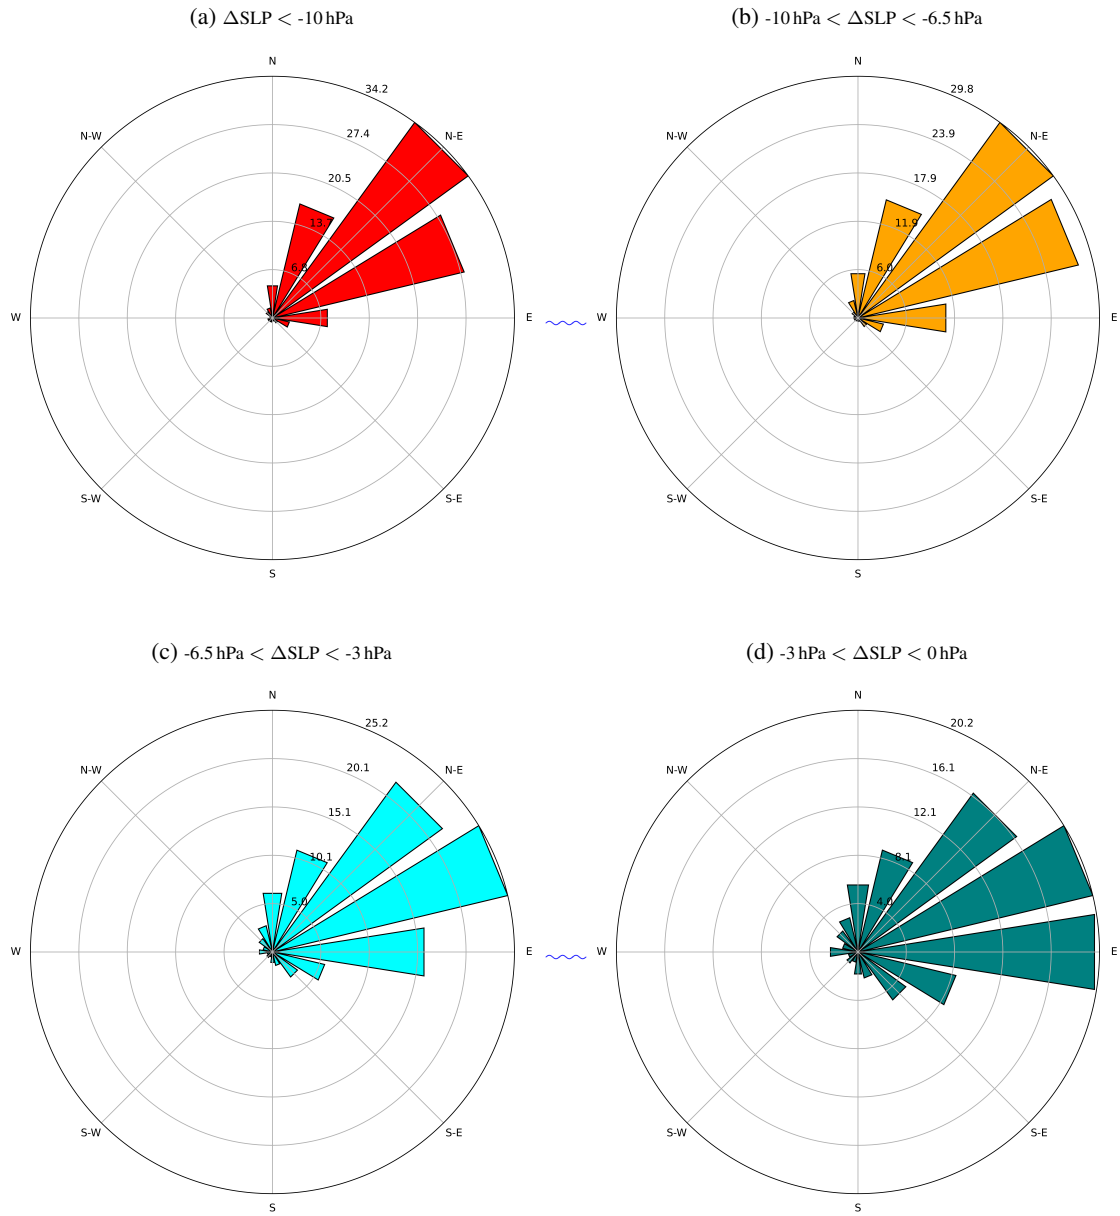 (a) ΔSLP < -10 hPa
N
34.2
N-W
27.4
N-E
20.5
13.7
6.8
W
E
S-W
S-E
S
(b) -10 hPa < ΔSLP < -6.5 hPa
N
29.8
N-W
23.9
N-E
17.9
11.9
6.0
W
E
S-W
S-E
S
(c) -6.5 hPa < ΔSLP < -3 hPa
N
25.2
N-W
20.1
N-E
15.1
10.1
5.0
W
E
S-W
S-E
S
(d) -3 hPa < ΔSLP < 0 hPa
N
20.2
N-W
16.1
N-E
12.1
8.1
4.0
W
E
S-W
S-E
S